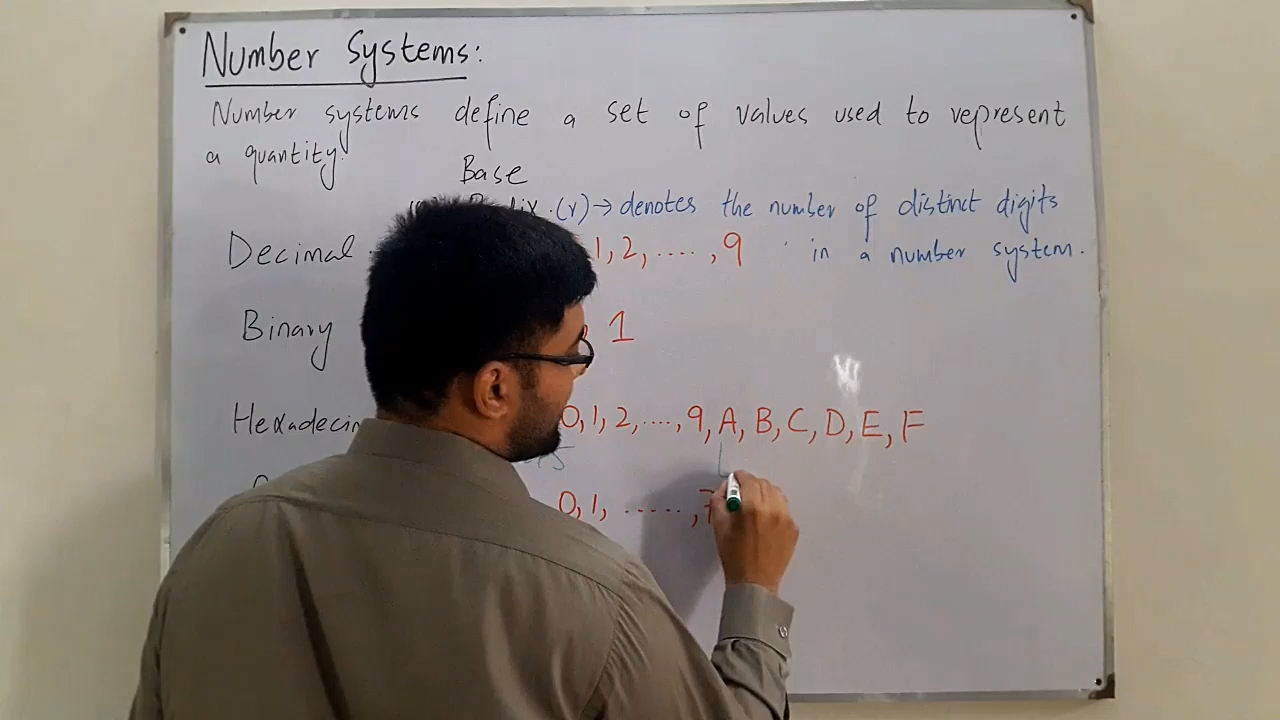 Number Systems:
Number systems define a set of values used to represent
a quantity.
Base
(r) → denotes the number of distinct digits
Decimal 1, 2, ...., 9 in a number system.
Binary 1
0, 1, 2, ...., 9, A, B, C, D, E, F
0, 1, ....., 7